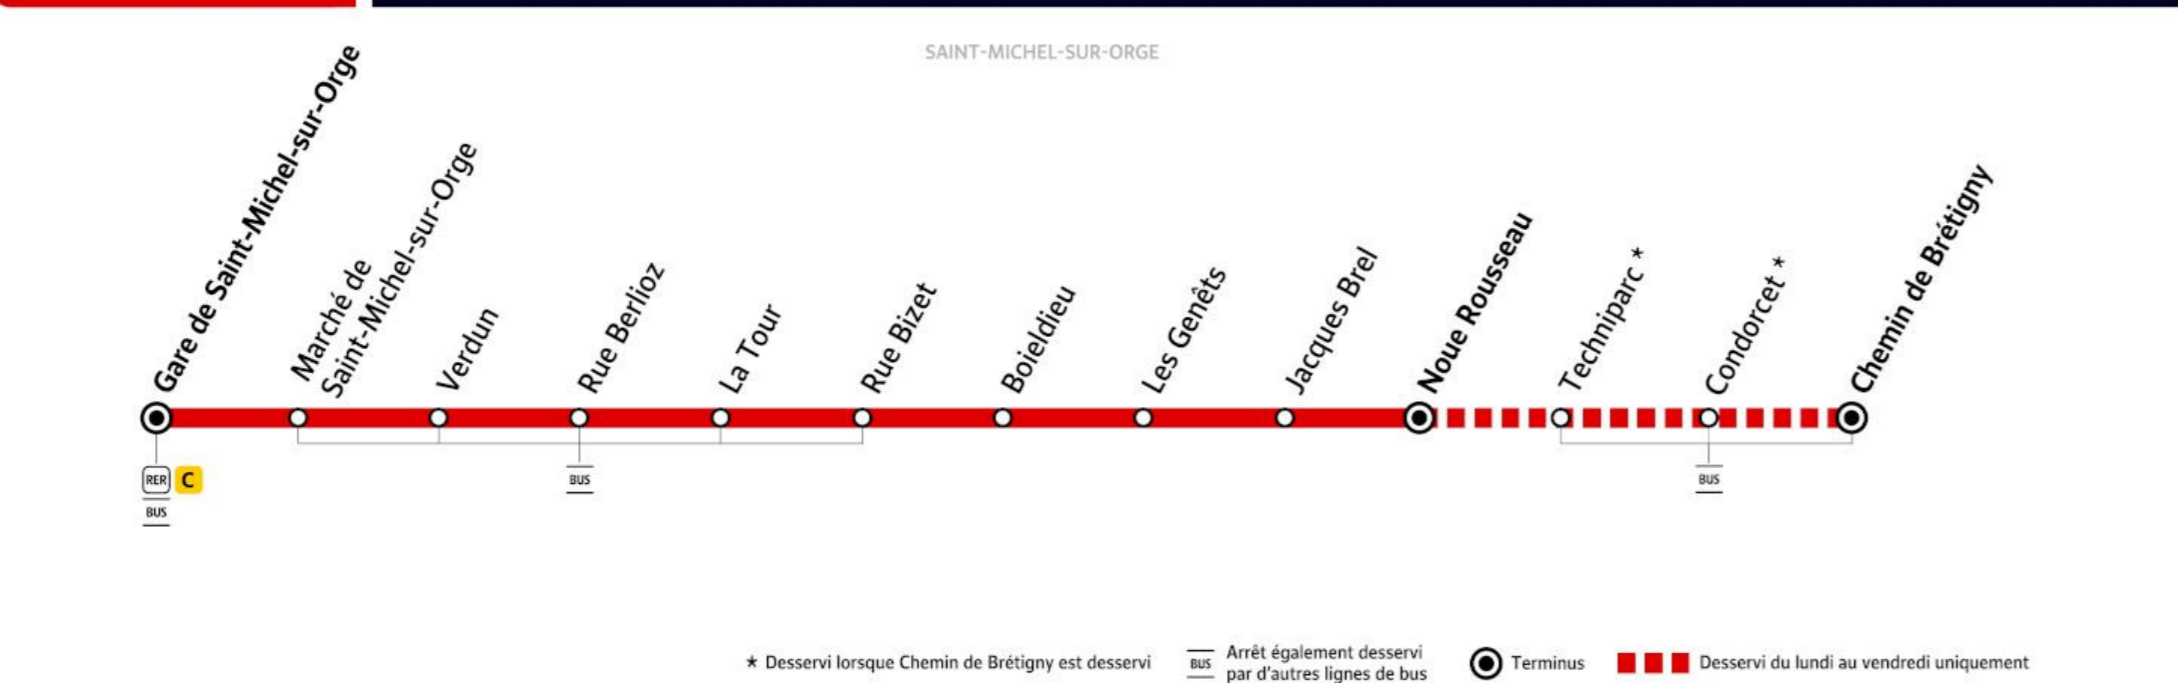 SAINT-MICHEL-SUR-ORGE
Gare de Saint-Michel-sur-Orge
Marché de
Saint-Michel-sur-Orge
Verdun
Rue Berlioz
La Tour
Rue Bizet
Boieldieu
Les Genêts
Jacques Brel
Noue Rousseau
Techniparc *
Condorcet *
Chemin de Brétigny
RER C
BUS
BUS
BUS
* Desservi lorsque Chemin de Brétigny est desservi
BUS
Arrêt également desservi
par d'autres lignes de bus
Terminus
Desservi du lundi au vendredi uniquement